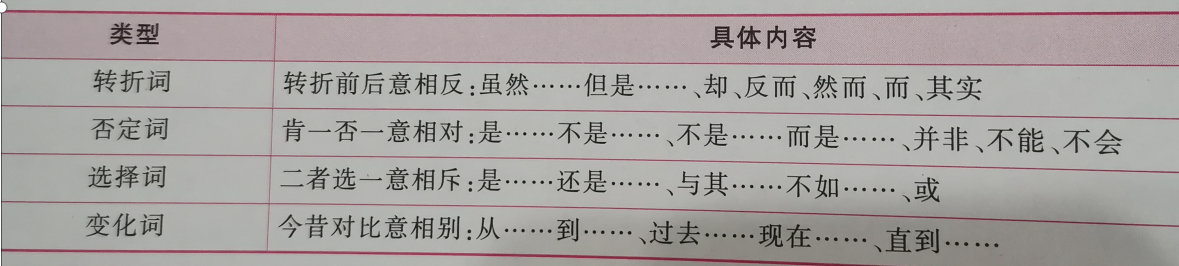 类型 具体内容
转折词 转折前后意相反:虽然……但是……、却、反而、然而、而、其实
否定词 肯一否一意相对:是……不是……、不是……而是……、并非、不能、不会
选择词 二者选一意相斥:是……还是……、与其……不如……、或
变化词 今昔对比意相别:从……到……、过去……现在……、直到……